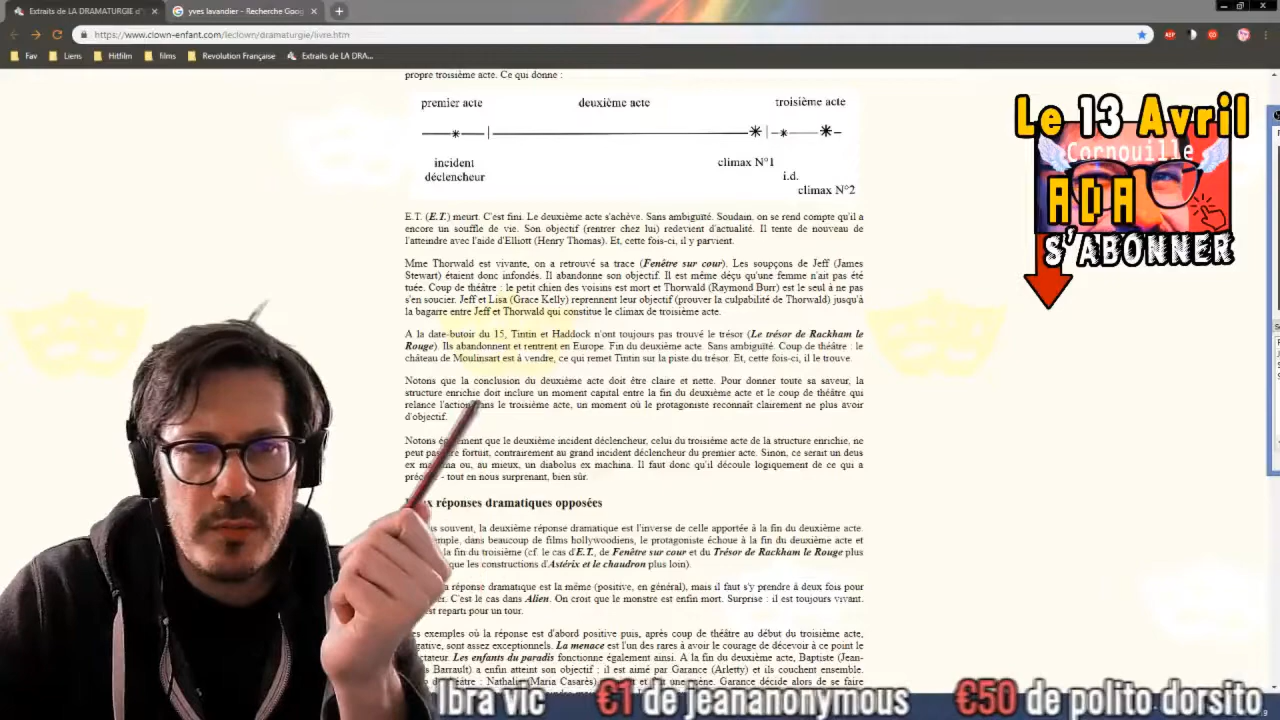 Extraits de LA DRAMATURGIE d'
yves lavandier - Recherche Goog
https://www.clown-enfant.com/leclown/dramaturgie/livre.htm
Fav
Liens
Hitfilm
films
Revolution Française
Extraits de LA DRA...
propre troisième acte. Ce qui donne :
premier acte deuxième acte troisième acte
incident
déclencheur
climax N°1
i.d.
climax N°2
E.T. (E.T.) meurt. C'est fini. Le deuxième acte s'achève. Sans ambiguïté. Soudain, on se rend compte qu'il a
encore un souffle de vie. Son objectif (rentrer chez lui) redevient d'actualité. Il tente de nouveau de
l'atteindre avec l'aide d'Elliott (Henry Thomas). Et, cette fois-ci, il y parvient.
Mme Thorwald est vivante, on a retrouvé sa trace (Fenêtre sur cour). Les soupçons de Jeff (James
Stewart) étaient donc infondés. Il abandonne son objectif. Il est même déçu qu'une femme n'ait pas été
tuée. Coup de théâtre : le petit chien des voisins est mort et Thorwald (Raymond Burr) est le seul à ne pas
s'en soucier. Jeff et Lisa (Grace Kelly) reprennent leur objectif (prouver la culpabilité de Thorwald) jusqu'à
la bagarre entre Jeff et Thorwald qui constitue le climax de troisième acte.
A la date-butoir du 15, Tintin et Haddock n'ont toujours pas trouvé le trésor (Le trésor de Rackham le
Rouge). Ils abandonnent et rentrent en Europe. Fin du deuxième acte. Sans ambiguïté. Coup de théâtre : le
château de Moulinsart est à vendre, ce qui remet Tintin sur la piste du trésor. Et, cette fois-ci, il le trouve.
Notons que la conclusion du deuxième acte doit être claire et nette. Pour donner toute sa saveur, la
structure enrichie doit inclure un moment capital entre la fin du deuxième acte et le coup de théâtre qui
relance l'action dans le troisième acte, un moment où le protagoniste reconnaît clairement ne plus avoir
d'objectif.
Notons également que le deuxième incident déclencheur, celui du troisième acte de la structure enrichie, ne
peut pas être fortuit, contrairement au grand incident déclencheur du premier acte. Sinon, ce serait un deus
ex machina ou, au mieux, un diabolus ex machina. Il faut donc qu'il découle logiquement de ce qui a
précédé - tout en nous surprenant, bien sûr.
réponses dramatiques opposées
souvent, la deuxième réponse dramatique est l'inverse de celle apportée à la fin du deuxième acte.
dans beaucoup de films hollywoodiens, le protagoniste échoue à la fin du deuxième acte et
la fin du troisième (cf. le cas d'E.T., de Fenêtre sur cour et du Trésor de Rackham le Rouge plus
que les constructions d'Astérix et le chaudron plus loin).
réponse dramatique est la même (positive, en général), mais il faut s'y prendre à deux fois pour
C'est le cas dans Alien. On croit que le monstre est enfin mort. Surprise : il est toujours vivant.
est reparti pour un tour.
exemples où la réponse est d'abord positive puis, après coup de théâtre au début du troisième acte,
négative, sont assez exceptionnels. La menace est l'un des rares à avoir le courage de décevoir à ce point le
spectateur. Les enfants du paradis fonctionne également ainsi. A la fin du deuxième acte, Baptiste (Jean-
Barrault) a enfin atteint son objectif : il est aimé par Garance (Arletty) et ils couchent ensemble.
théâtre : Nathalie (Maria Casarès) fait une scène. Garance décide alors de se faire
Le 13 Avril
Cornouille
ADA
S'ABONNER
lbra vic €1 de jeananonymous €50 de polito dorsito